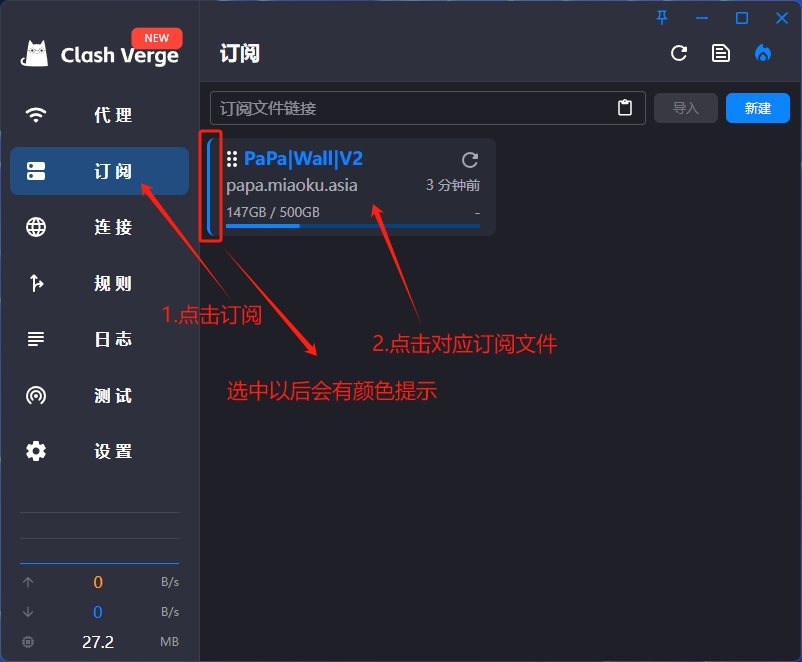 NEW
Clash Verge
订阅
代理
订阅文件链接
导入
新建
订阅
PaPa|Wall|V2
papa.miaoku.asia
3 分钟前
147GB / 500GB
-
连接
规则
1.点击订阅
日志
2.点击对应订阅文件
测试
选中以后会有颜色提示
设置
0 B/s
0 B/s
27.2 MB